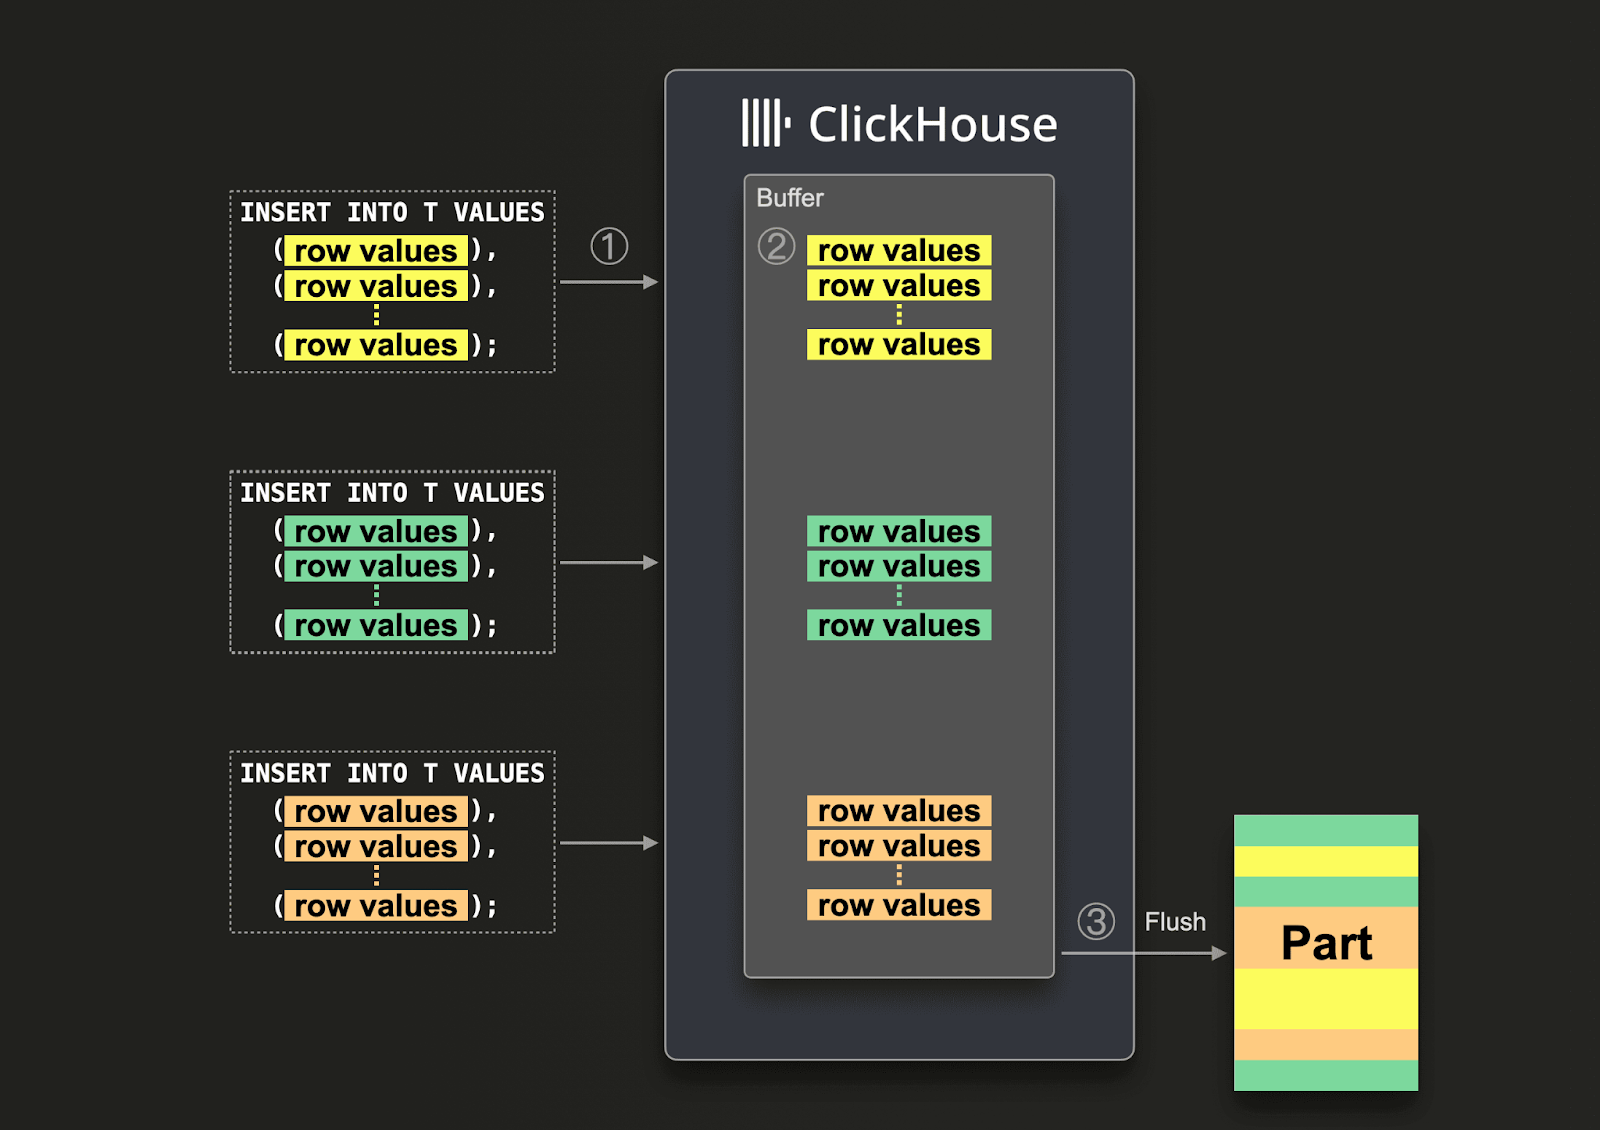 ClickHouse
Buffer
INSERT INTO T VALUES
(row values),
(row values),
(row values);
①
②
row values
row values
row values
INSERT INTO T VALUES
(row values),
(row values),
(row values);
row values
row values
row values
INSERT INTO T VALUES
(row values),
(row values),
(row values);
row values
row values
row values
③ Flush
Part